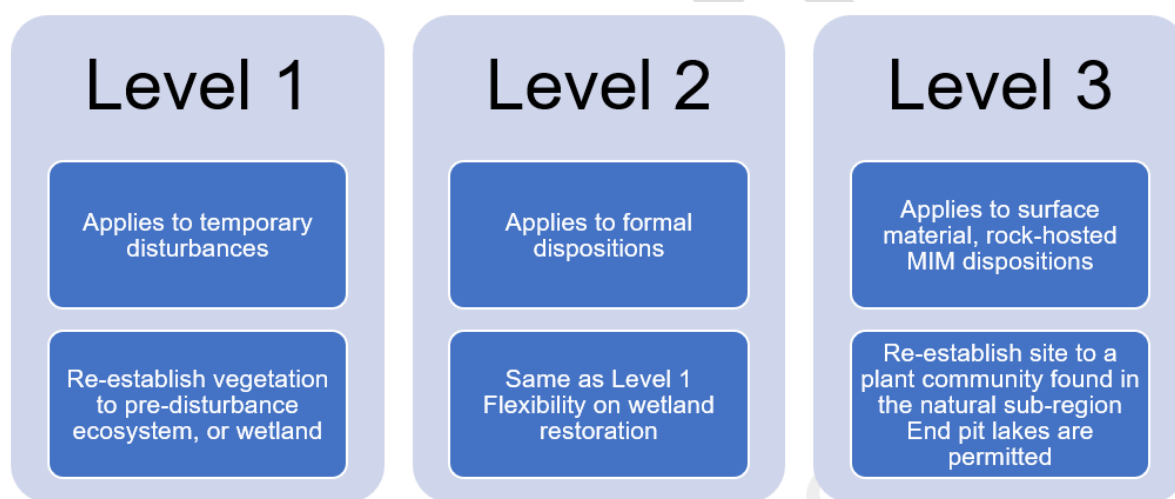 Level 1
Applies to temporary
disturbances
Re-establish vegetation
to pre-disturbance
ecosystem, or wetland
Level 2
Applies to formal
dispositions
Same as Level 1
Flexibility on wetland
restoration
Level 3
Applies to surface
material, rock-hosted
MIM dispositions
Re-establish site to a
plant community found in
the natural sub-region
End pit lakes are
permitted